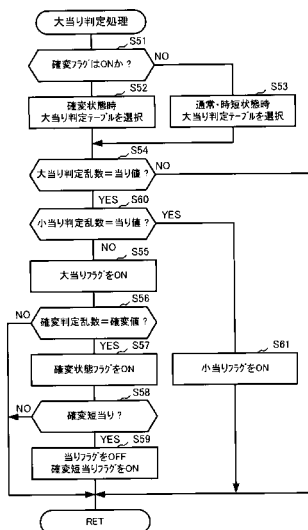 大当り判定処理
S51
確変フラグはONか？
NO
YES
S52
確変状態時
大当り判定テーブルを選択
S53
通常・時短状態時
大当り判定テーブルを選択
S54
大当り判定乱数＝当り値？
NO
YES
S60
小当り判定乱数＝当り値？
YES
NO
S55
大当りフラグをON
S56
確変判定乱数＝確変値？
NO
YES
S57
確変状態フラグをON
S61
小当りフラグをON
S58
確変短当り？
NO
YES
S59
当りフラグをOFF
確変短当りフラグをON
RET